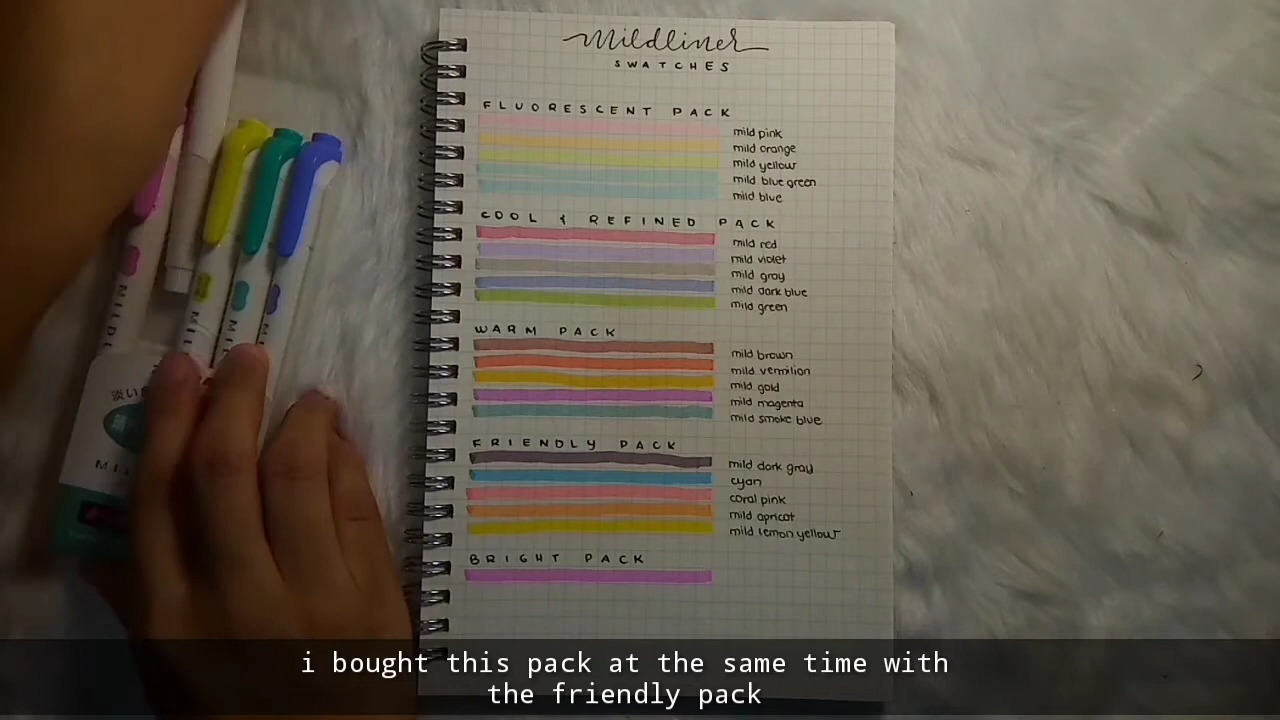 Mildliner
SWATCHES
FLUORESCENT PACK
mild pink
mild orange
mild yellow
mild blue green
mild blue
COOL & REFINED PACK
mild red
mild violet
mild gray
mild dark blue
mild green
WARM PACK
mild brown
mild vermilion
mild gold
mild magenta
mild smoke blue
FRIENDLY PACK
mild dark gray
cyan
coral pink
mild apricot
mild lemon yellow
BRIGHT PACK
i bought this pack at the same time with
the friendly pack